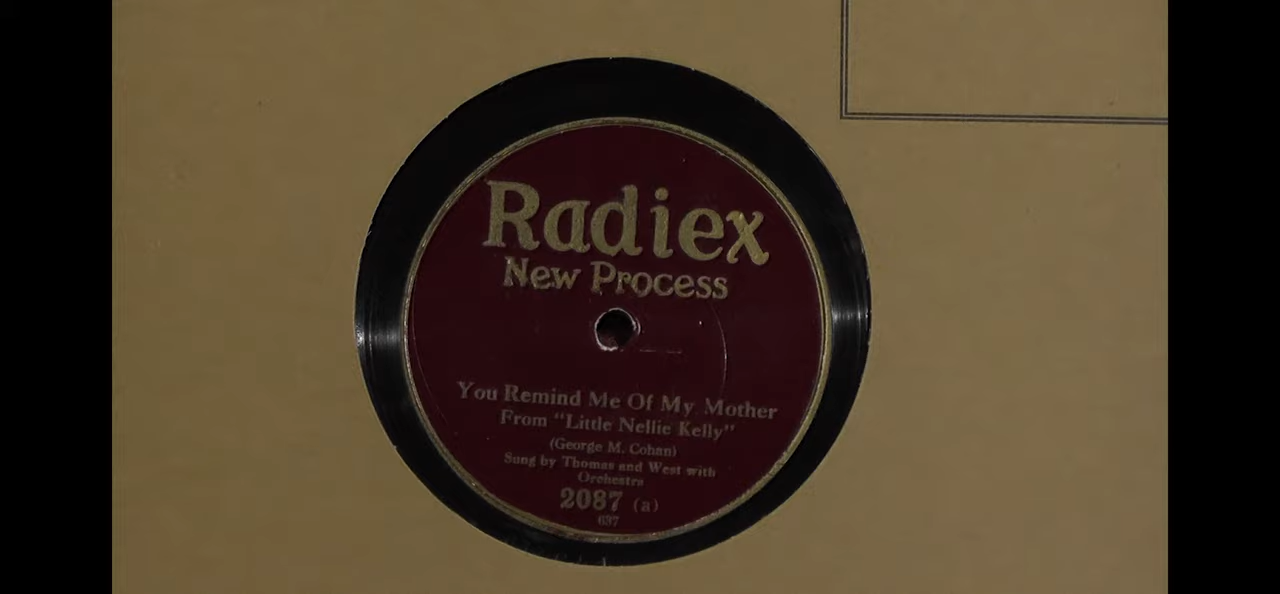 Radiex
New Process
You Remind Me Of My Mother
From "Little Nellie Kelly"
(George M. Cohan)
Sung by Thomas and West with
Orchestra
2087 (a)
637